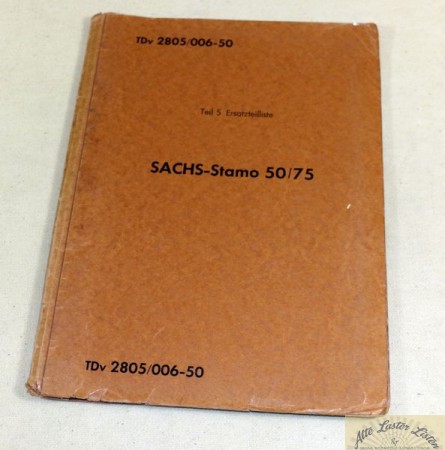 TDv 2805/006-50
Teil 5 Ersatzteilliste
SACHS-Stamo 50/75
TDv 2805/006-50
Alte Laster Listen